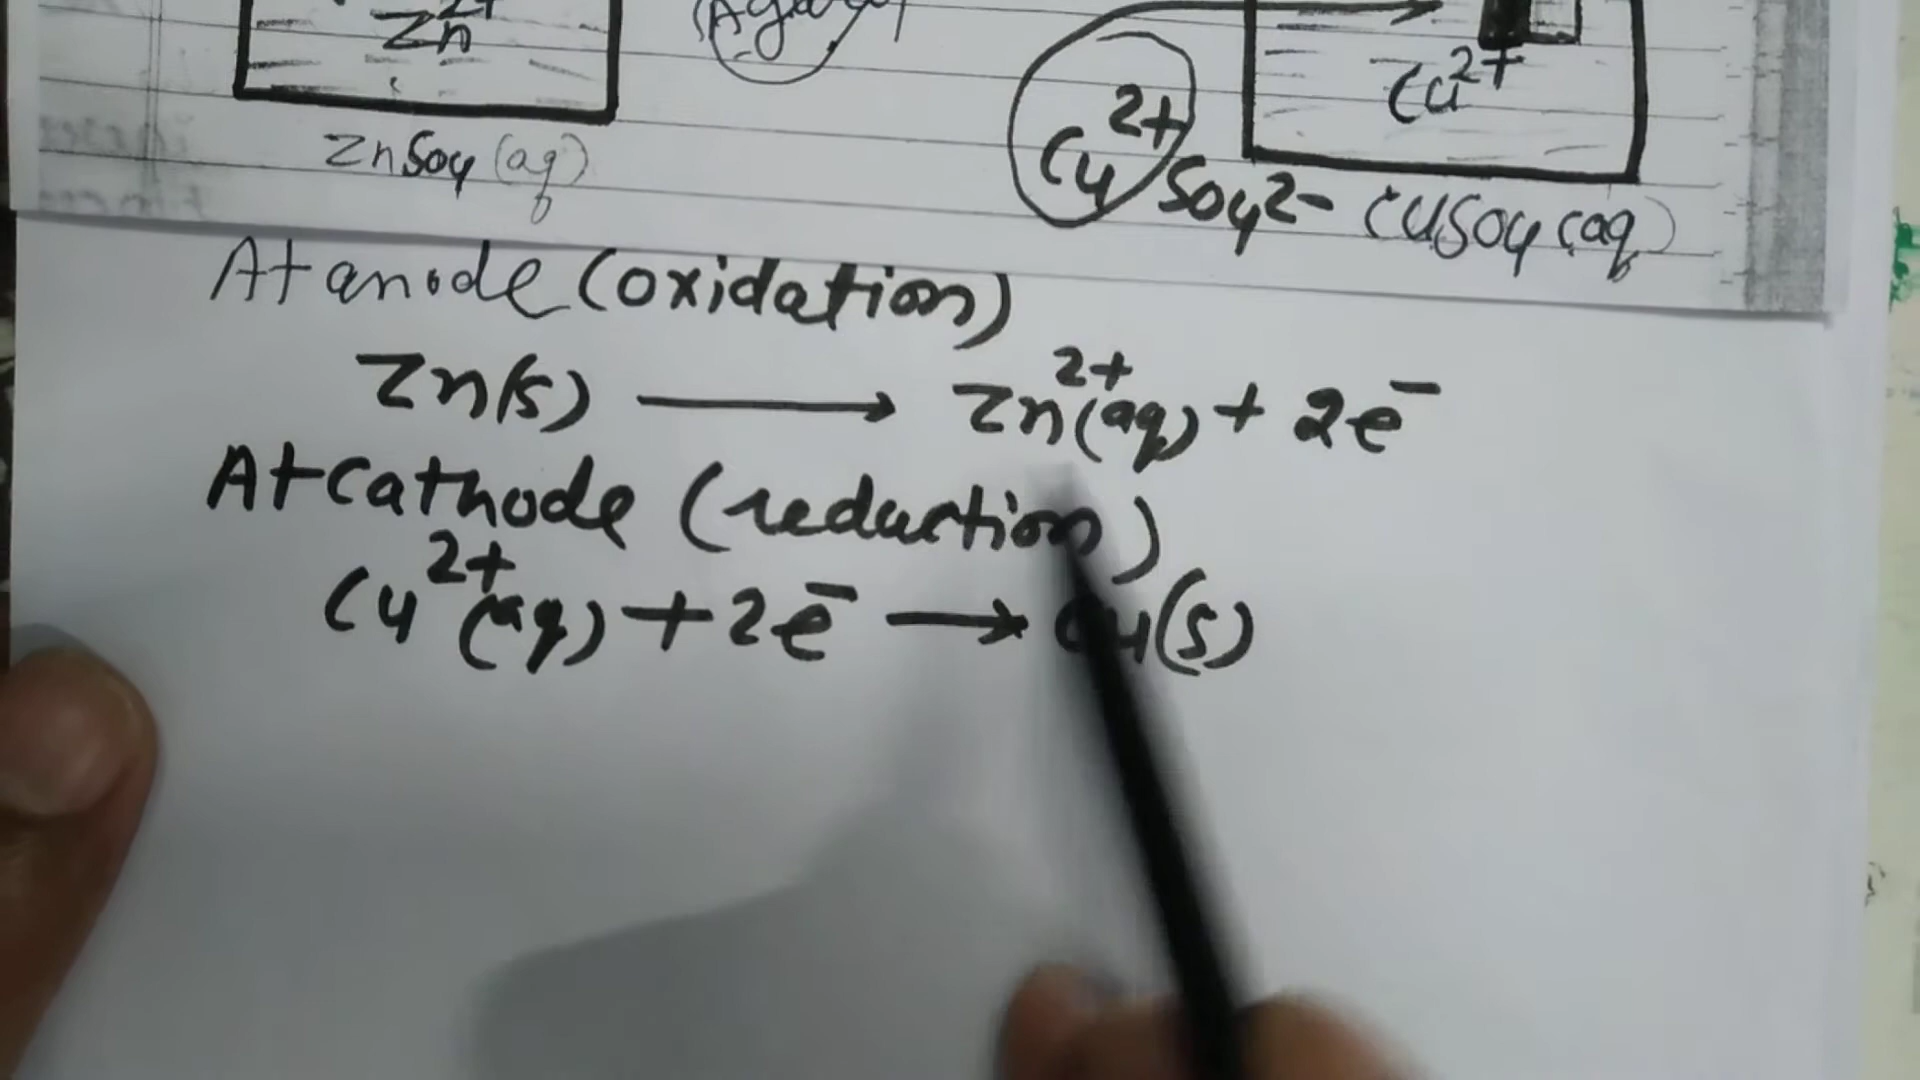 Zn2+
(Agar
Cu2+
Cu2+ SO42-
ZnSO4 (aq)
CuSO4 (aq)
At anode (oxidation)
Zn(s) → Zn2+(aq) + 2e-
At Cathode (reduction)
Cu2+(aq) + 2e- → Cu(s)